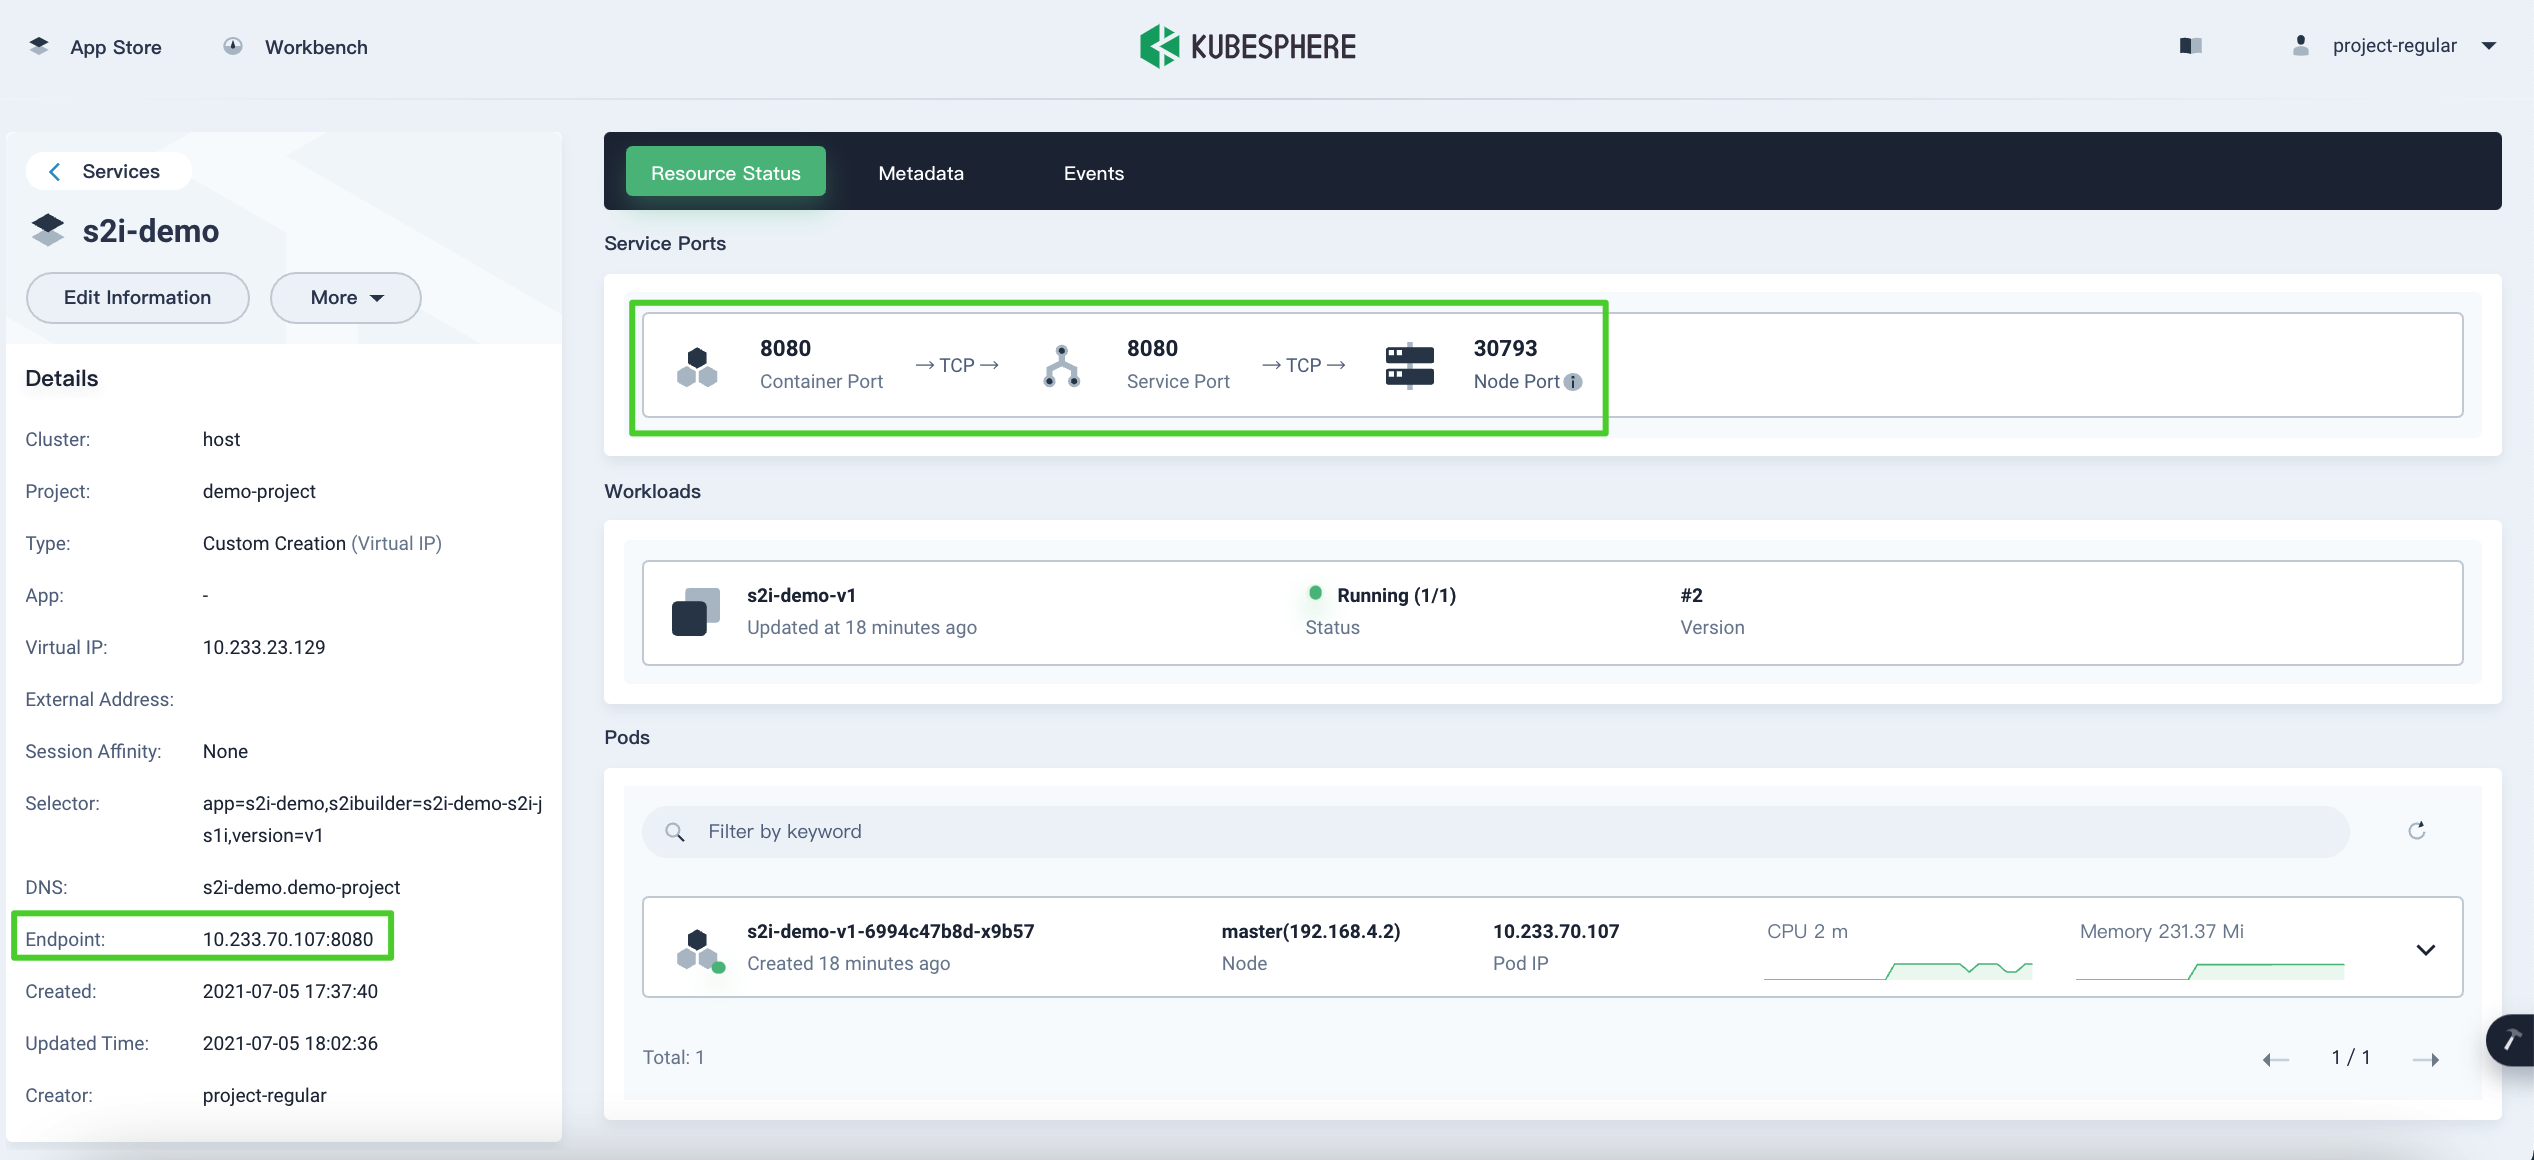 App Store
Workbench
KUBESPHERE
project-regular
Services
s2i-demo
Edit Information
More
Details
Cluster: host
Project: demo-project
Type: Custom Creation (Virtual IP)
App: -
Virtual IP: 10.233.23.129
External Address:
Session Affinity: None
Selector: app=s2i-demo,s2ibuilder=s2i-demo-s2i-j
s1i,version=v1
DNS: s2i-demo.demo-project
Endpoint: 10.233.70.107:8080
Created: 2021-07-05 17:37:40
Updated Time: 2021-07-05 18:02:36
Creator: project-regular
Resource Status
Metadata
Events
Service Ports
8080
Container Port
→ TCP →
8080
Service Port
→ TCP →
30793
Node Port
Workloads
s2i-demo-v1
Updated at 18 minutes ago
Running (1/1)
Status
#2
Version
Pods
Filter by keyword
s2i-demo-v1-6994c47b8d-x9b57
Created 18 minutes ago
master(192.168.4.2)
Node
10.233.70.107
Pod IP
CPU 2 m
Memory 231.37 Mi
Total: 1
1 / 1